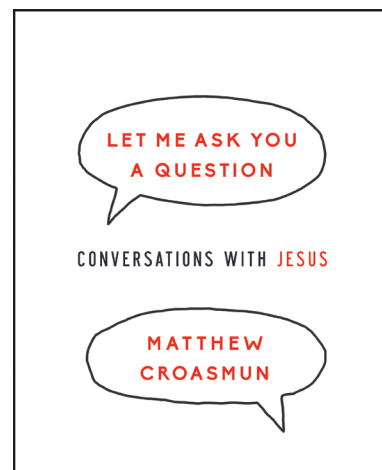 LET ME ASK YOU
A QUESTION
CONVERSATIONS WITH JESUS
MATTHEW
CROASMUN